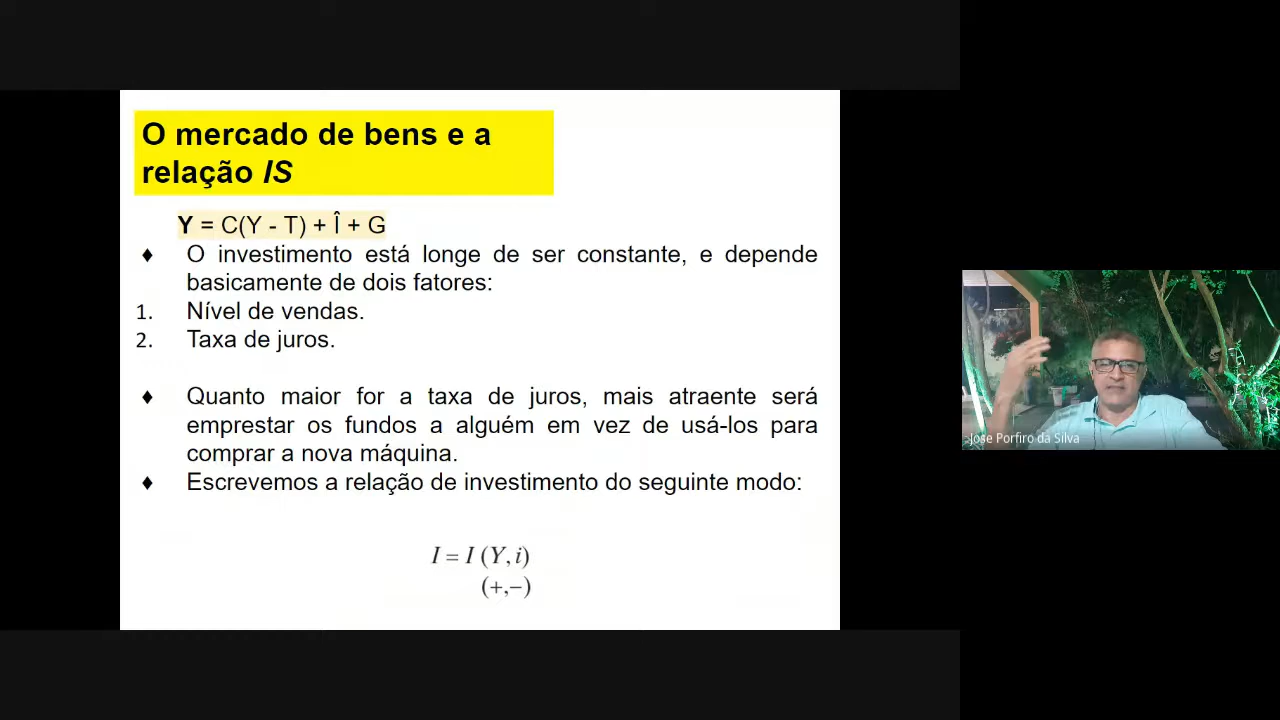 O mercado de bens e a
relação IS
Y = C(Y - T) + Î + G
♦ O investimento está longe de ser constante, e depende
basicamente de dois fatores:
1. Nível de vendas.
2. Taxa de juros.
♦ Quanto maior for a taxa de juros, mais atraente será
emprestar os fundos a alguém em vez de usá-los para
comprar a nova máquina.
♦ Escrevemos a relação de investimento do seguinte modo:
I = I (Y, i)
(+,−)
Jose Porfiro da Silva